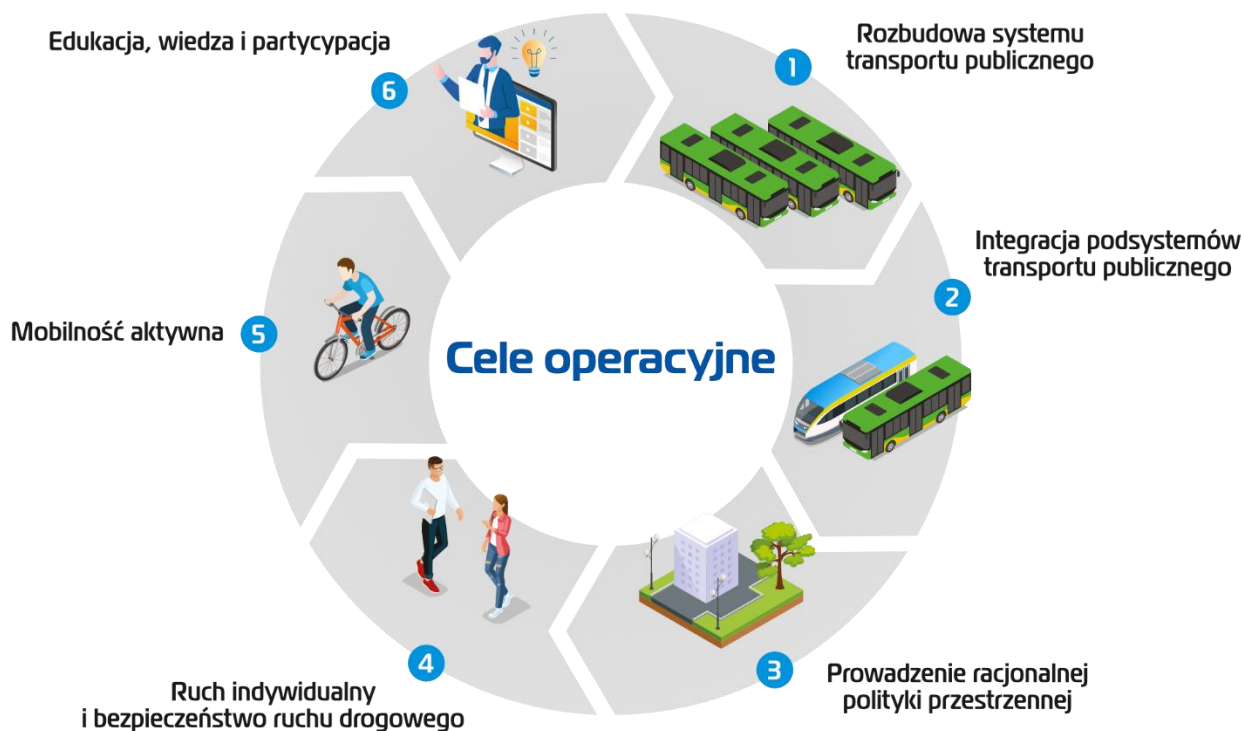 Cele operacyjne
1
Rozbudowa systemu
transportu publicznego
2
Integracja podsystemów
transportu publicznego
3
Prowadzenie racjonalnej
polityki przestrzennej
4
Ruch indywidualny
i bezpieczeństwo ruchu drogowego
5
Mobilność aktywna
6
Edukacja, wiedza i partycypacja